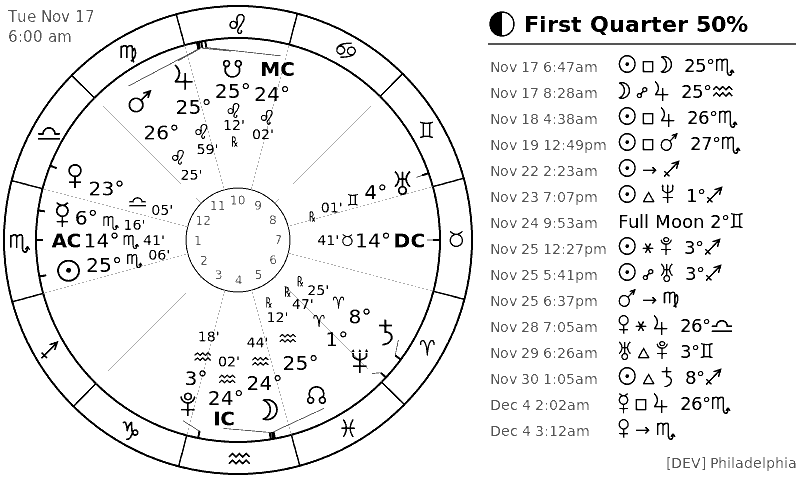 Tue Nov 17
6:00 am
First Quarter 50%
Nov 17 6:47am ☉ □ ☽ 25°♏
Nov 17 8:28am ☽ ☍ ♃ 25°♒
Nov 18 4:38am ☉ □ ♃ 26°♏
Nov 19 12:49pm ☉ □ ♂ 27°♏
Nov 22 2:23am ☉ → ♐
Nov 23 7:07pm ☉ △ ♆ 1°♐
Nov 24 9:53am Full Moon 2°♊
Nov 25 12:27pm ☉ ⚹ ♇ 3°♐
Nov 25 5:41pm ☉ ☍ ♅ 3°♐
Nov 25 6:37pm ♂ → ♍
Nov 28 7:05am ♀ ⚹ ♃ 26°♎
Nov 29 6:26am ♅ △ ♇ 3°♊
Nov 30 1:05am ☉ △ ♄ 8°♐
Dec 4 2:02am ☿ □ ♃ 26°♏
Dec 4 3:12am ♀ → ♏
[DEV] Philadelphia
♌
♍
♋
♎
♊
♏
♉
♐
♈
♑
♓
♒
♃ 25° ♌ 59'
☋ 25° ♌ 12' ℞
MC 24° ♌ 02'
♂ 26° ♌ 25'
♀ 23° ♎ 05'
☿ 6° ♏ 16'
AC 14° ♏ 41'
☉ 25° ♏ 06'
℞ 01' ♊ 4° ♅
41' ♉ 14° DC
℞ 25' ♈ 8° ♄
℞ 47' ♈ 1° ♆
℞ 12' ♒ 25° ☊
44' ♒ 24° ☽
02' ♒ 24° IC
18' ♒ 3° ♇
1
2
3
4
5
6
7
8
9
10
11
12